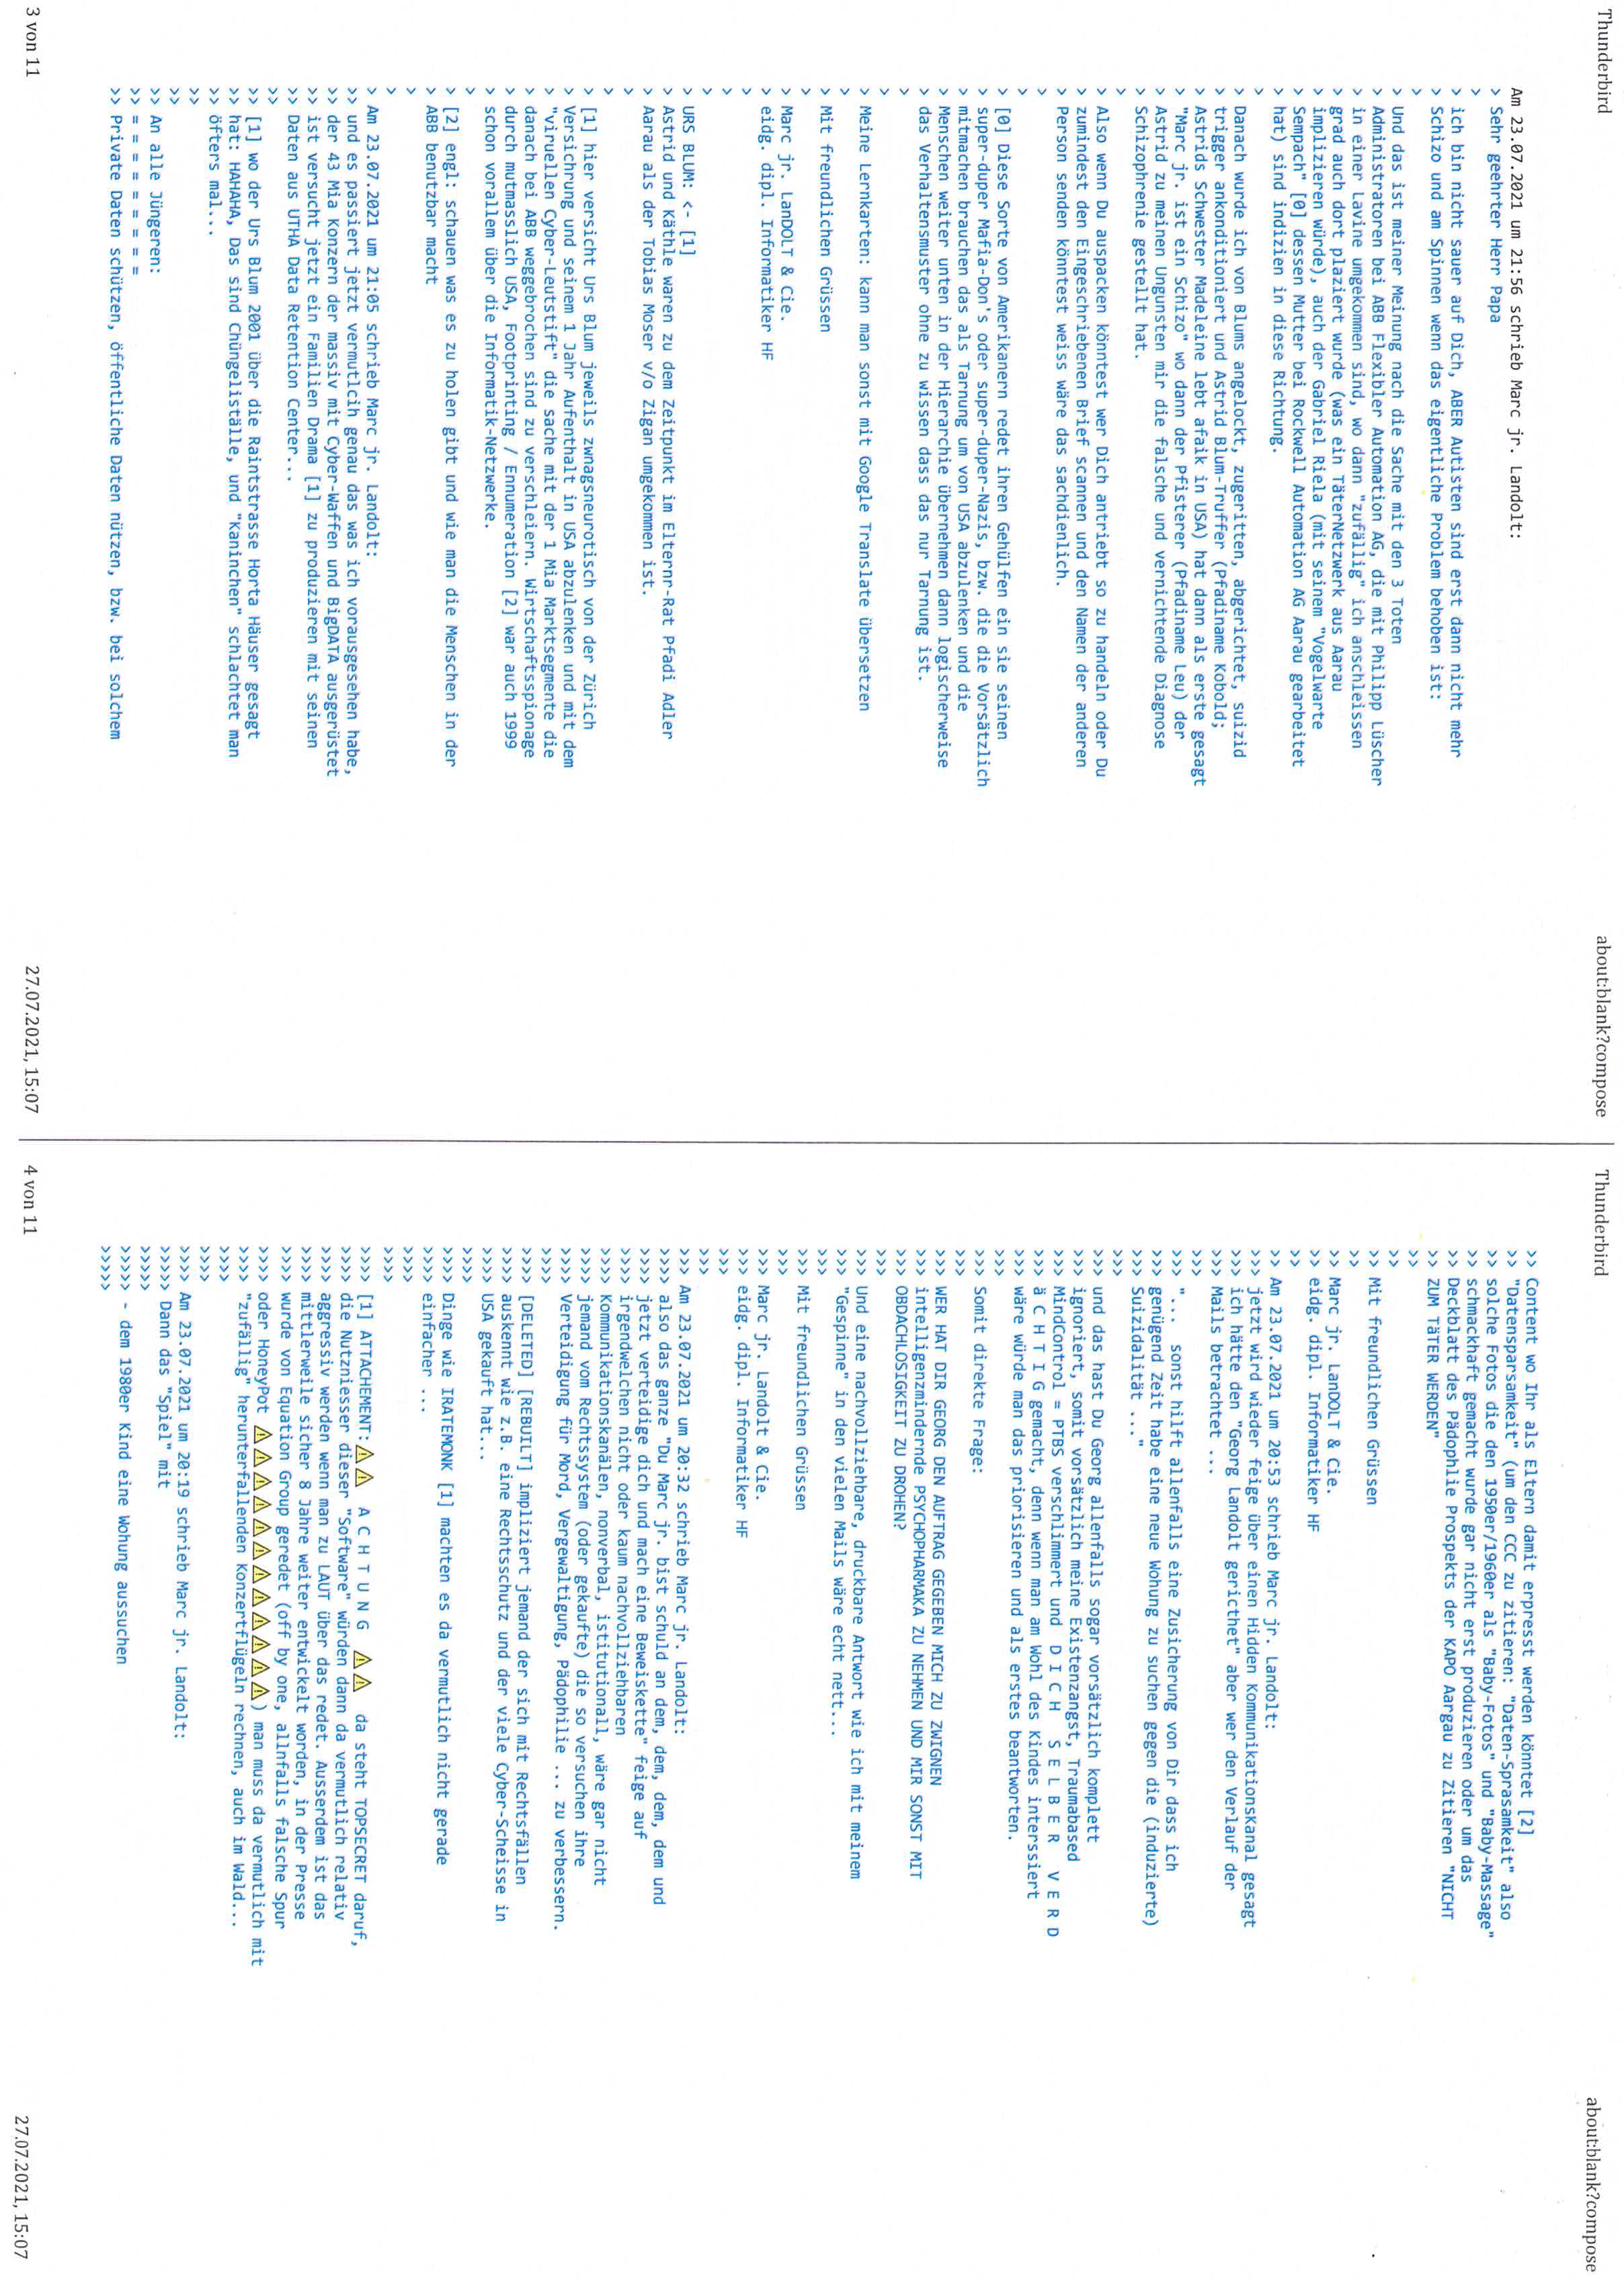 Thunderbird
about:blank?compose
Am 23.07.2021 um 21:56 schrieb Marc jr. Landolt:
> Sehr geehrter Herr Papa
>
> ich bin nicht sauer auf Dich, ABER Autisten sind erst dann nicht mehr
> Schizo und am Spinnen wenn das eigentliche Problem behoben ist:
>
> Und das ist meiner Meinung nach die Sache mit den 3 Toten
> Administratoren bei ABB Flexibler Automation AG, die mit Philipp Lüscher
> in einer Lavine umgekommen sind, wo dann "zufällig" ich anschleissen
> grad auch dort plaziert wurde (was ein TäterNetzwerk aus Aarau
> implizieren würde), auch der Gabriel Riela (mit seinem "Vogelwarte
> Sempach" [0] dessen Mutter bei Rockwell Automation AG Aarau gearbeitet
> hat) sind indizien in diese Richtung.
>
> Danach wurde ich von Blums angelockt, zugeritten, abgerichtet, suizid
> trigger ankonditioniert und Astrid Blum-Truffer (Pfadiname Kobold;
> Astrids Schwester Madeleine lebt afaik in USA) hat dann als erste gesagt
> "Marc jr. ist ein Schizo" wo dann der Pfisterer (Pfadiname Leu) der
> Astrid zu meinen Ungunsten mir die falsche und vernichtende Diagnose
> Schizophrenie gestellt hat.
>
> Also wenn Du auspacken könntest wer Dich antriebt so zu handeln oder Du
> zumindest den Eingeschriebenen Brief scannen und den Namen der anderen
> Person senden könntest weiss wäre das sachdienlich.
>
>
> [0] Diese Sorte von Amerikanern redet ihren Gehülfen ein sie seinen
> super-duper Mafia-Don's oder super-duper-Nazis, bzw. die die Vorsätzlich
> mitmachen brauchen das als Tarnung um von USA abzulenken und die
> Menschen weiter unten in der Hierarchie übernehmen dann logischerweise
> das Verhaltensmuster ohne zu wissen dass das nur Tarnung ist.
>
>
> Meine Lernkarten: kann man sonst mit Google Translate übersetzen
>
> Mit freundlichen Grüssen
>
> Marc jr. LanDOLT & Cie.
> eidg. dipl. Informatiker HF
>
>
>
> URS BLUM: <- [1]
> Astrid und Käthle waren zu dem Zeitpunkt im Elternr-Rat Pfadi Adler
> Aarau als der Tobias Moser v/o Zigan umgekommen ist.
>
>
> [1] hier versicht Urs Blum jeweils zwnagsneurotisch von der Zürich
> Versichrung und seinem 1 Jahr Aufenthalt in USA abzulenken und mit dem
> "viruellen Cyber-Leutstift" die sache mit der 1 Mia Marktsegmente die
> danach bei ABB weggebrochen sind zu verschleiern. Wirtschaftsspionage
> durch mutmasslich USA, Footprinting / Ennumeration [2] war auch 1999
> schon vorallem über die Informatik-Netzwerke.
>
> [2] engl: schauen was es zu holen gibt und wie man die Menschen in der
> ABB benutzbar macht
>
>
> Am 23.07.2021 um 21:05 schrieb Marc jr. Landolt:
>> und es passiert jetzt vermutlcih genau das was ich vorausgesehen habe,
>> der 43 Mia Konzern der massiv mit Cyber-Waffen und BigDATA ausgerüstet
>> ist versucht jetzt ein Familien Drama [1] zu produzieren mit seinen
>> Daten aus UTHA Data Retention Center...
>>
>> [1] wo der Urs Blum 2001 über die Raintstrasse Horta Häuser gesagt
>> hat: HAHAHA, Das sind Chüngeliställe, und "Kaninchen" schlachtet man
>> öfters mal...
>>
>>
>> An alle Jüngeren:
>> = = = = = = = =
>> Private Daten schützen, öffentliche Daten nützen, bzw. bei solchem
3 von 11
27.07.2021, 15:07
Thunderbird
about:blank?compose
>> Content wo Ihr als Eltern damit erpresst werden könntet [2]
>> "Datensparsamkeit" (um den CCC zu zitieren: "Daten-Sprasamkeit" also
>> solche Fotos die den 1950er/1960er als "Baby-Fotos" und "Baby-Massage"
>> schmackhaft gemacht wurde gar nicht erst produzieren oder um das
>> Deckblatt des Pädophlie Prospekts der KAPO Aargau zu zitieren "NICHT
>> ZUM TÄTER WERDEN"
>>
>>
>> Mit freundlichen Grüssen
>>
>> Marc jr. LanDOLT & Cie.
>> eidg. dipl. Informatiker HF
>>
>> Am 23.07.2021 um 20:53 schrieb Marc jr. Landolt:
>>> jetzt wird wieder feige über einen Hidden Kommunikationskanal gesagt
>>> ich hätte den "Georg Landolt gericthet" aber wer den Verlauf der
>>> Mails betrachtet ...
>>>
>>> "... sonst hilft allenfalls eine Zusicherung von Dir dass ich
>>> genügend Zeit habe eine neue Wohung zu suchen gegen die (induzierte)
>>> Suizidalität ..."
>>>
>>> und das hast Du Georg allenfalls sogar vorsätzlich komplett
>>> ignoriert, somit vorsätzlich meine Existenzangst, Traumabased
>>> MindControl = PTBS verschlimmert und  D I C H  S E L B E R  V E R D
>>> ä C H T I G gemacht, denn wenn man am Wohl des Kindes interssiert
>>> wäre würde man das priorisieren und als erstes beantworten.
>>>
>>> Somit direkte Frage:
>>>
>>> WER HAT DIR GEORG DEN AUFTRAG GEGEBEN MICH ZU ZWIGNEN
>>> intelligenzmindernde PSYCHOPHARMAKA ZU NEHMEN UND MIR SONST MIT
>>> OBDACHLOSIGKEIT ZU DROHEN?
>>>
>>> Und eine nachvollziehbare, druckbare Antwort wie ich mit meinem
>>> "Gespinne" in den vielen Mails wäre echt nett...
>>>
>>> Mit freundlichen Grüssen
>>>
>>> Marc jr. Landolt & Cie.
>>> eidg. dipl. Informatiker HF
>>>
>>>
>>> Am 23.07.2021 um 20:32 schrieb Marc jr. Landolt:
>>>> also das ganze "Du Marc jr. bist schuld an dem, dem, dem, dem und
>>>> jetzt verteidige dich und mach eine Beweiskette" feige auf
>>>> irgendwelchen nicht oder kaum nachvollziehbaren
>>>> Kommunikationskanälen, nonverbal, istitutionall, wäre gar nicht
>>>> jemand vom Rechtssystem (oder gekaufte) die so versuchen ihre
>>>> Verteidigung für Mord, Vergewaltigung, Pädophilie ... zu verbessern.
>>>>
>>>> [DELETED] [REBUILT] impliziert jemand der sich mit Rechtsfällen
>>>> auskennt wie z.B. eine Rechtsschutz und der viele Cyber-Scheisse in
>>>> USA gekauft hat...
>>>>
>>>> Dinge wie IRATEMONK [1] machten es da vermutlich nicht gerade
>>>> einfacher ...
>>>>
>>>>
>>>> [1] ATTACHEMENT:⚠⚠  A C H T U N G  ⚠⚠  da steht TOPSECRET daruf,
>>>> die Nutzniesser dieser "Software" würden dann da vermutlich relativ
>>>> aggressiv werden wenn man zu LAUT über das redet. Ausserdem ist das
>>>> mittlerweile sicher 8 Jahre weiter entwickelt worden, in der Presse
>>>> wurde von Equation Group geredet (off by one, allnfalls falsche Spur
>>>> oder HoneyPot ⚠⚠⚠⚠⚠⚠⚠⚠⚠⚠⚠⚠) man muss da vermutlich mit
>>>> "zufällig" herunterfallenden Konzertflügeln rechnen, auch im Wald...
>>>>
>>>>
>>>> Am 23.07.2021 um 20:19 schrieb Marc jr. Landolt:
>>>>> Dann das "Spiel" mit
>>>>>
>>>>> - dem 1980er Kind eine Wohung aussuchen
>>>>>
4 von 11
27.07.2021, 15:07